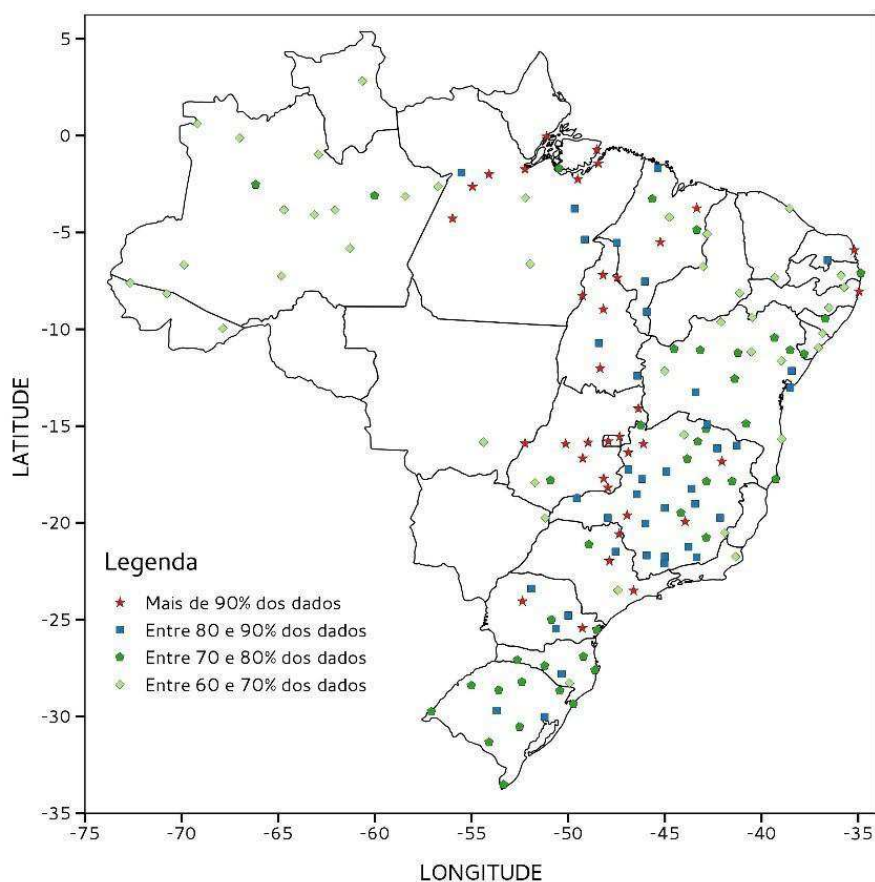 5
0
-5
-10
-15
-20
-25
-30
-35
LATITUDE
Legenda
Mais de 90% dos dados
Entre 80 e 90% dos dados
Entre 70 e 80% dos dados
Entre 60 e 70% dos dados
-75 -70 -65 -60 -55 -50 -45 -40 -35
LONGITUDE